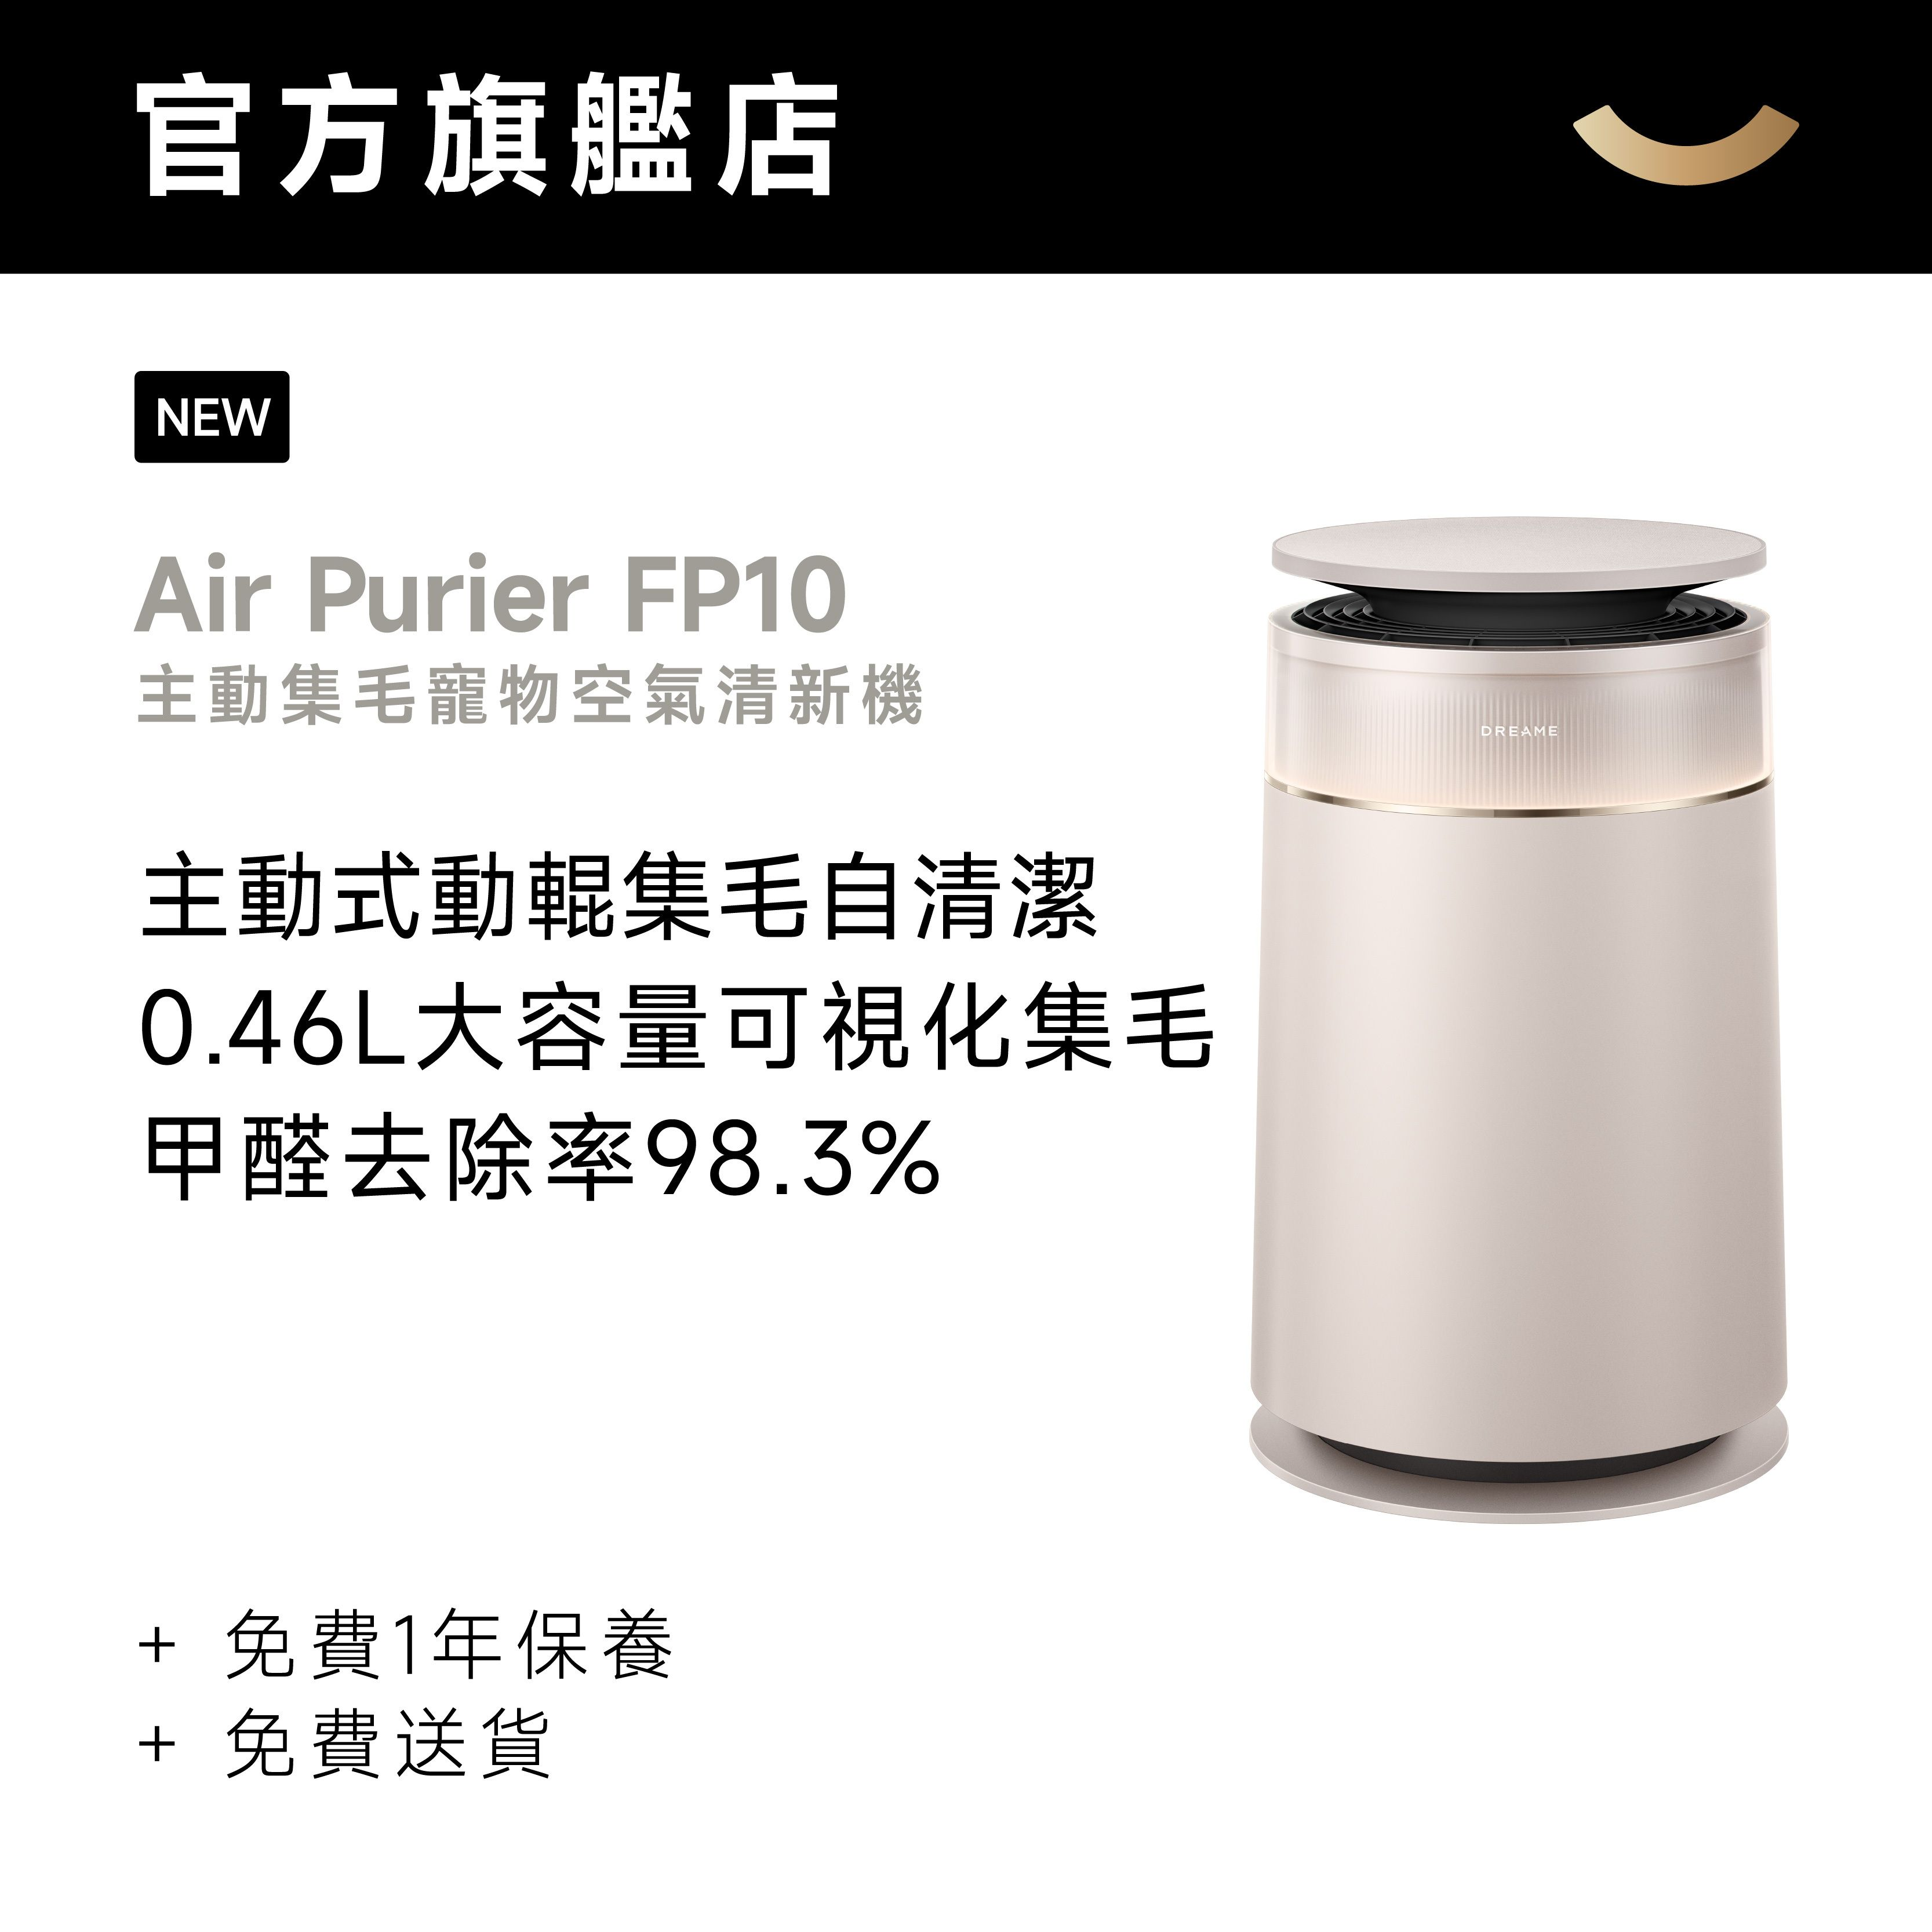 官方旗艦店
NEW
Air Purier FP10
主動集毛寵物空氣清新機
DREAME
主動式動輥集毛自清潔
0.46L大容量可視化集毛
甲醛去除率98.3%
+ 免費1年保養
+ 免費送貨